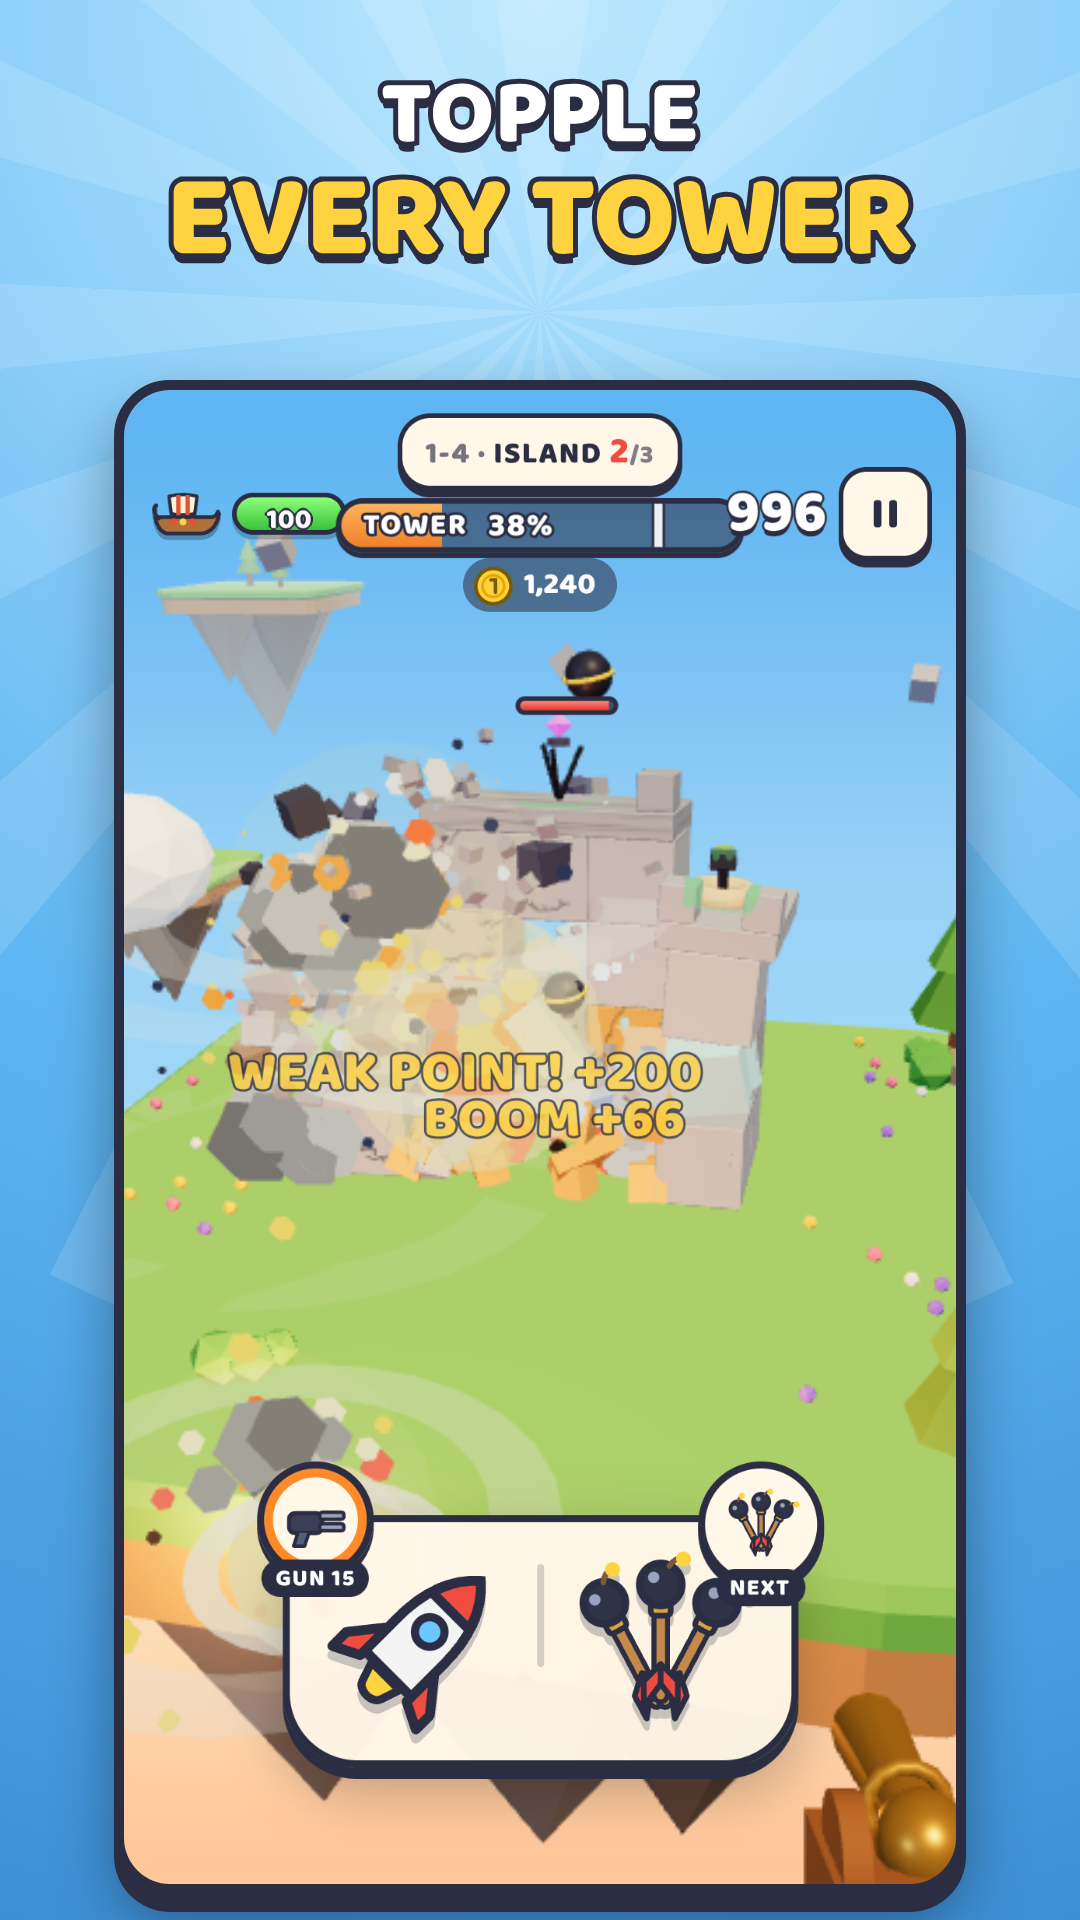 TOPPLE
EVERY TOWER
1-4 · ISLAND 2/3
100
TOWER 38%
996
1,240
WEAK POINT! +200
BOOM +66
GUN 15
NEXT